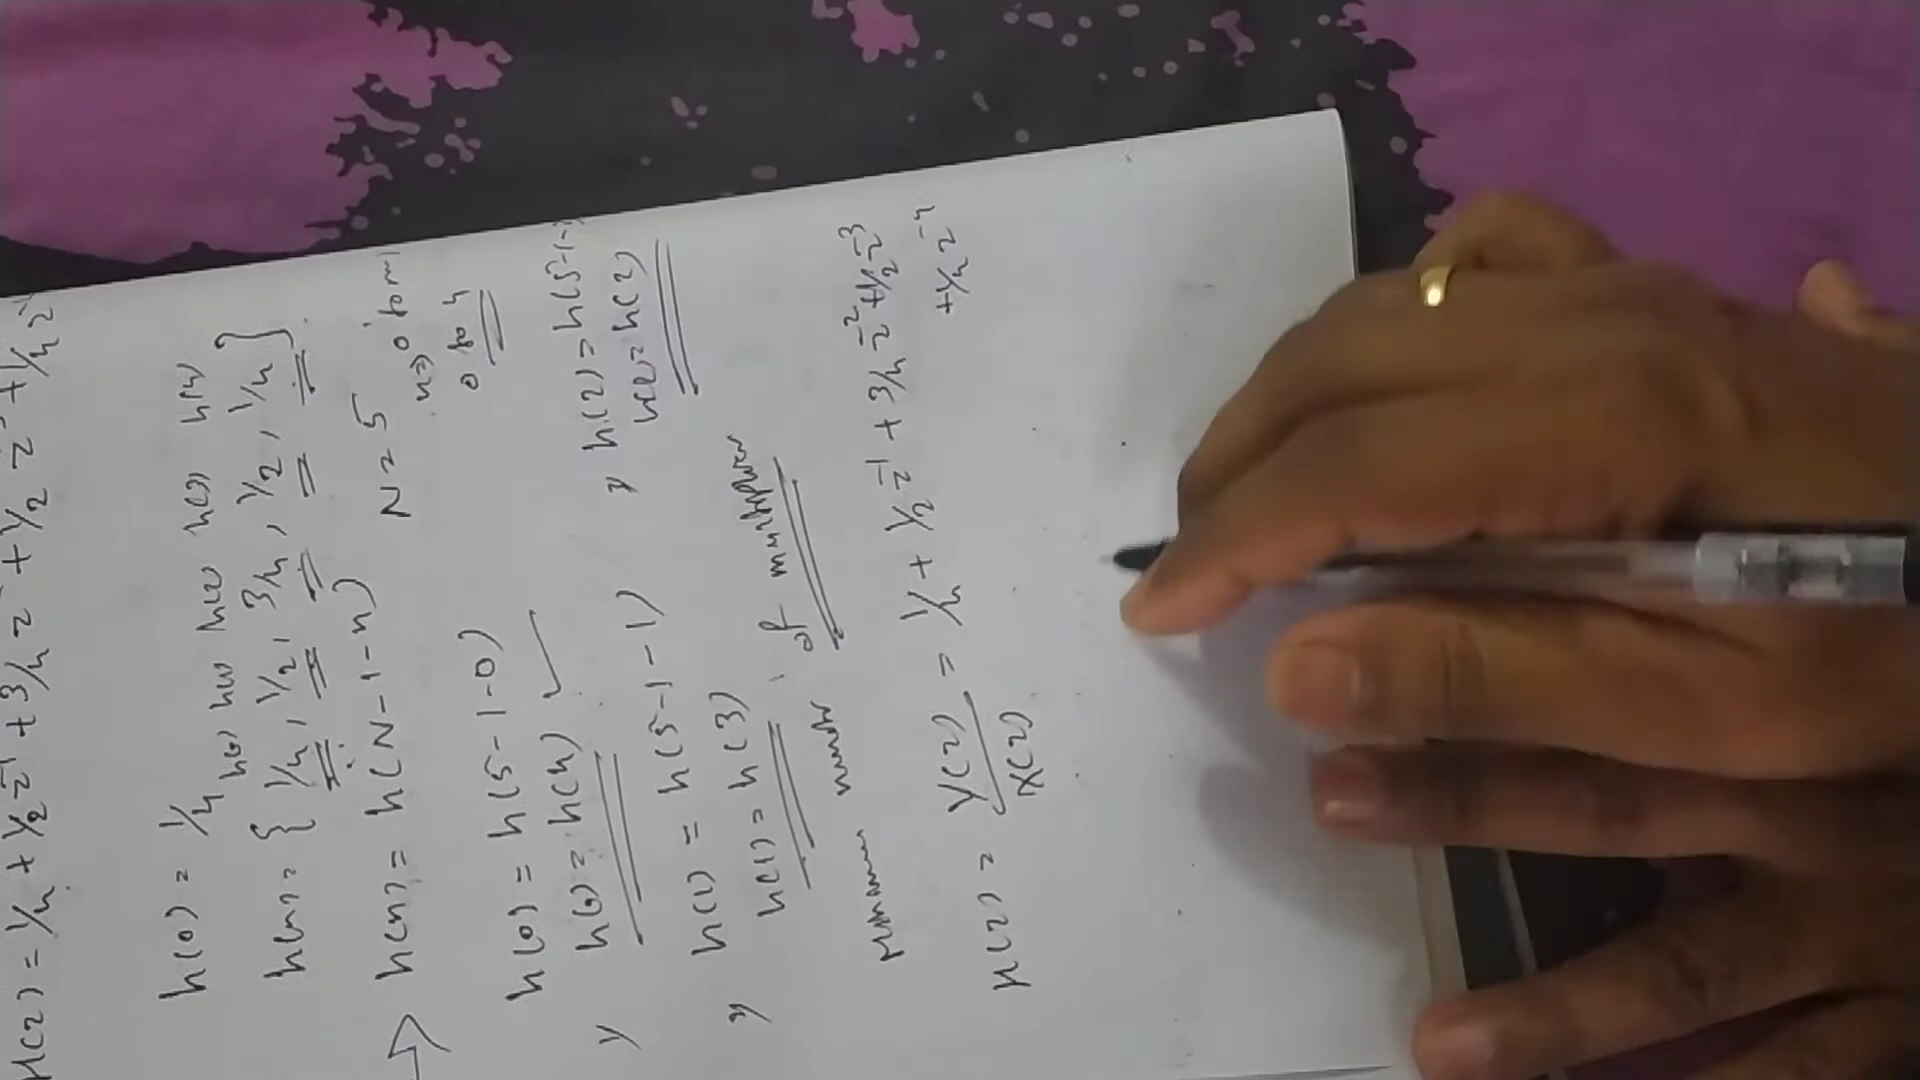 H(z) = 1/4 + 1/2 z^-1 + 3/4 z^-2 + 1/2 z^-3 + 1/4 z^-4
h(0) = 1/4
h(0) h(1) h(2) h(3) h(4)
h(n) = { 1/4, 1/2, 3/4, 1/2, 1/4 }
h(n) = h(N-1-n) N = 5
n => 0 to
0 to 4
h(0) = h(5-1-0)
h(0) = h(4)
h(1) = h(5-1-1)
h(1) = h(3)
h(2) = h(5-1-
h(2) = h(2)
number of multiplier
H(z) = Y(z)/X(z) = 1/4 + 1/2 z^-1 + 3/4 z^-2 + 1/2 z^-3
+ 1/4 z^-4